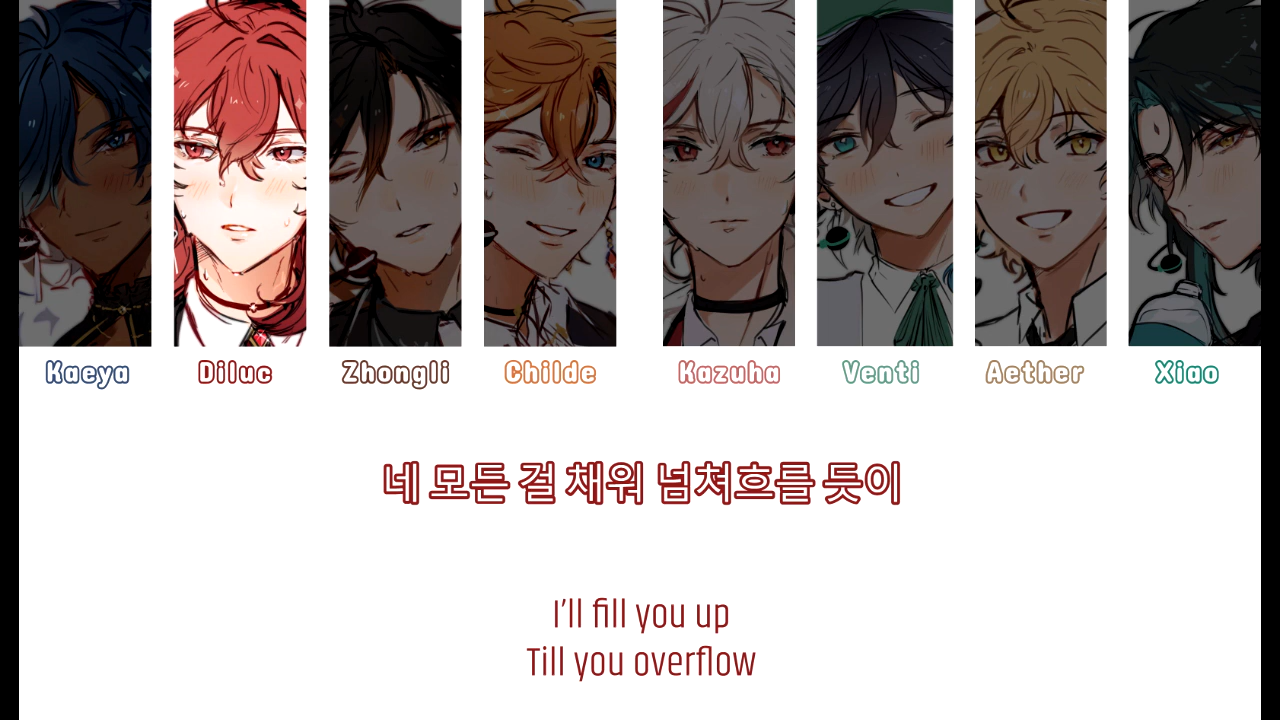 Kaeya Diluc Zhongli Childe Kazuha Venti Aether Xiao
네 모든 걸 채워 넘쳐흐를 듯이
I'll fill you up
Till you overflow